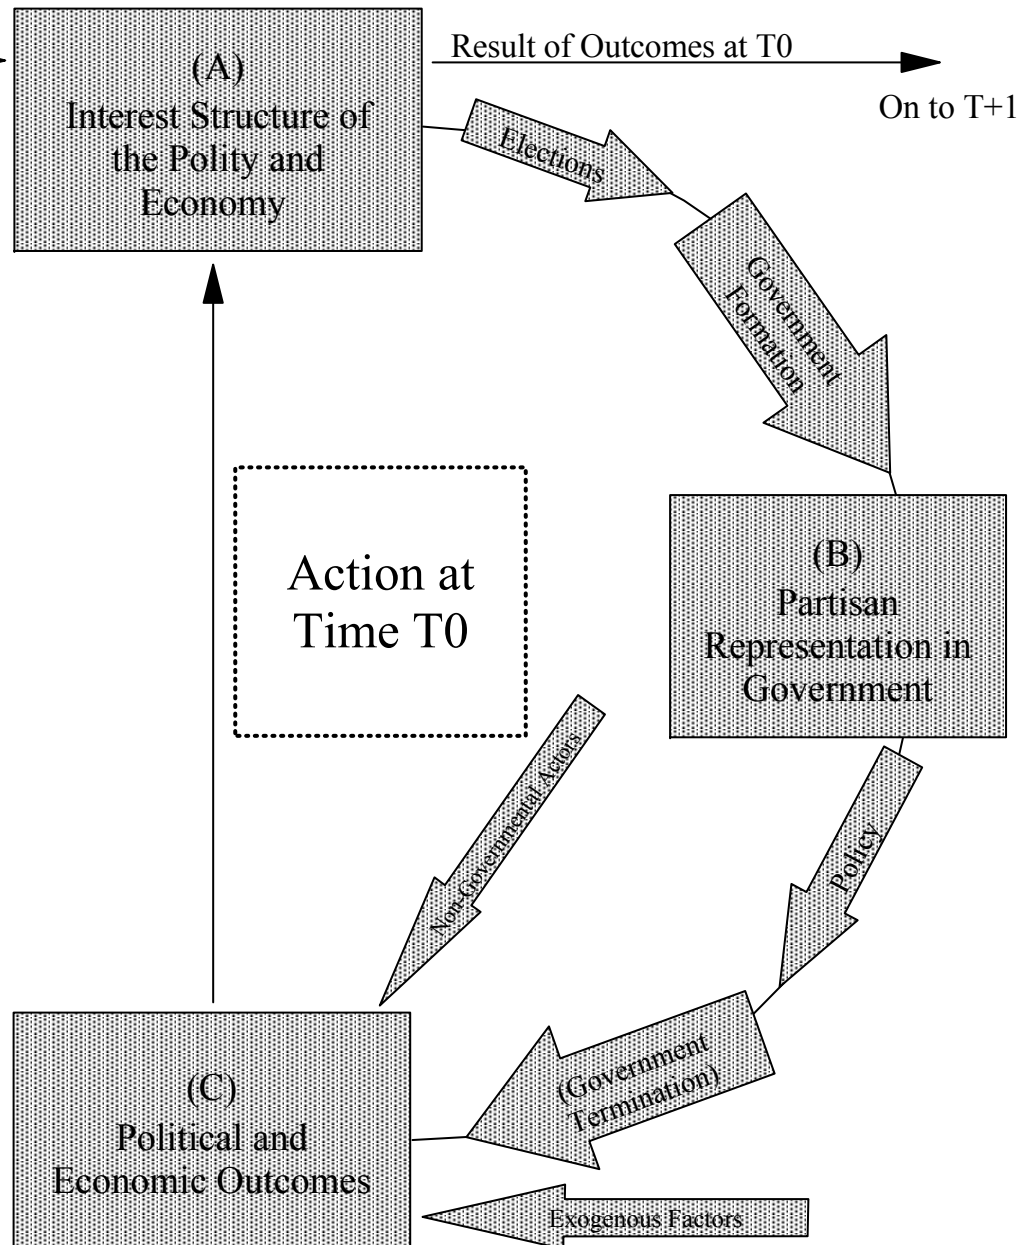 (A)
Interest Structure of
the Polity and
Economy
Result of Outcomes at T0
On to T+1
Elections
Government
Formation
(B)
Partisan
Representation in
Government
Action at
Time T0
Non-Governmental Actors
Policy
(Government
Termination)
(C)
Political and
Economic Outcomes
Exogenous Factors